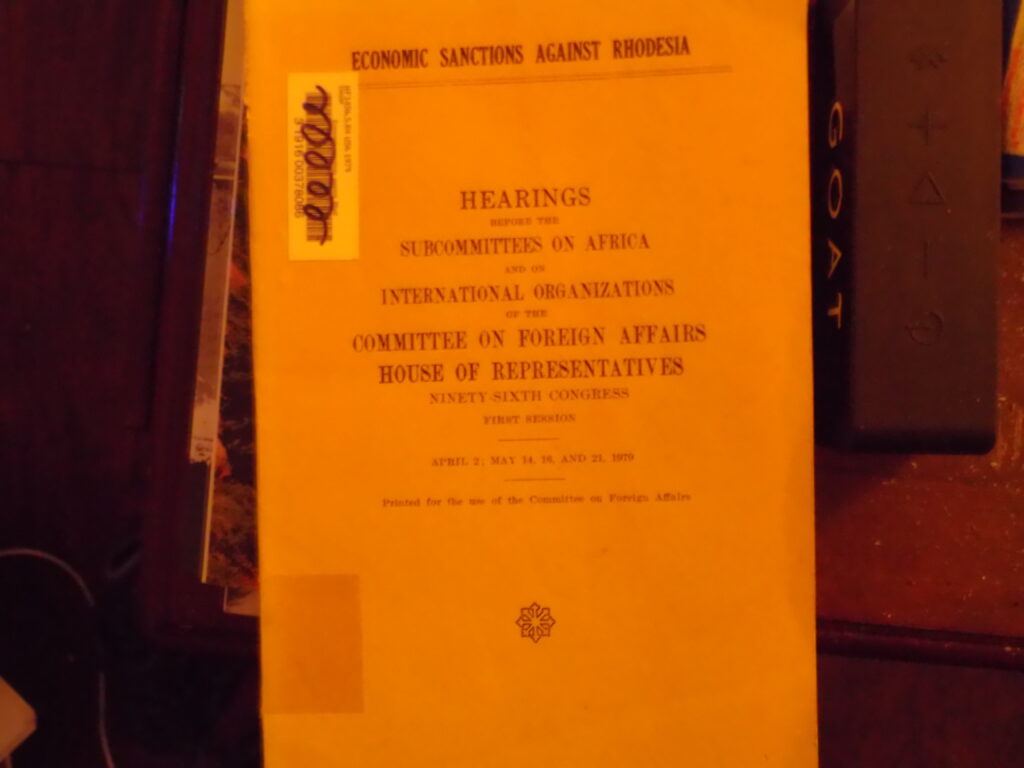 ECONOMIC SANCTIONS AGAINST RHODESIA
HEARINGS
BEFORE THE
SUBCOMMITTEES ON AFRICA
AND ON
INTERNATIONAL ORGANIZATIONS
OF THE
COMMITTEE ON FOREIGN AFFAIRS
HOUSE OF REPRESENTATIVES
NINETY-SIXTH CONGRESS
FIRST SESSION
APRIL 2; MAY 14, 16, AND 21, 1979
Printed for the use of the Committee on Foreign Affairs
GOAT